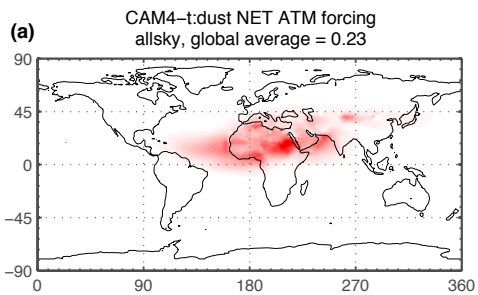 CAM4−t:dust NET ATM forcing
(a)
allsky, global average = 0.23
90
45
0
−45
−90
0 90 180 270 360